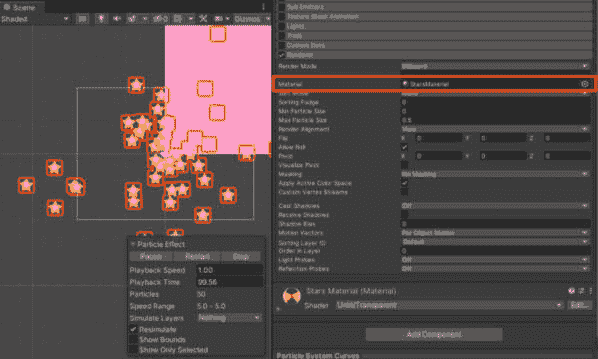 Scene
Shaded
2D
Gizmos
Sub Emitters
Texture Sheet Animation
Lights
Trails
Custom Data
Renderer
Render Mode Billboard
Material StarsMaterial
Sort Mode None
Sorting Fudge 0
Min Particle Size 0
Max Particle Size 0.5
Render Alignment View
Flip X 0 Y 0 Z 0
Allow Roll
Pivot X 0 Y 0 Z 0
Visualize Pivot
Masking No Masking
Apply Active Color Space
Custom Vertex Streams
Cast Shadows Off
Receive Shadows
Shadow Bias 0
Motion Vectors Per Object Motion
Sorting Layer ID Default
Order in Layer 0
Light Probes Off
Reflection Probes Off
Particle Effect
Pause Restart Stop
Playback Speed 1.00
Playback Time 99.56
Particles 50
Speed Range 5.0 - 5.0
Simulate Layers Nothing
Resimulate
Show Bounds
Show Only Selected
Stars Material (Material)
Shader Unlit/Transparent Edit...
Add Component
Particle System Curves